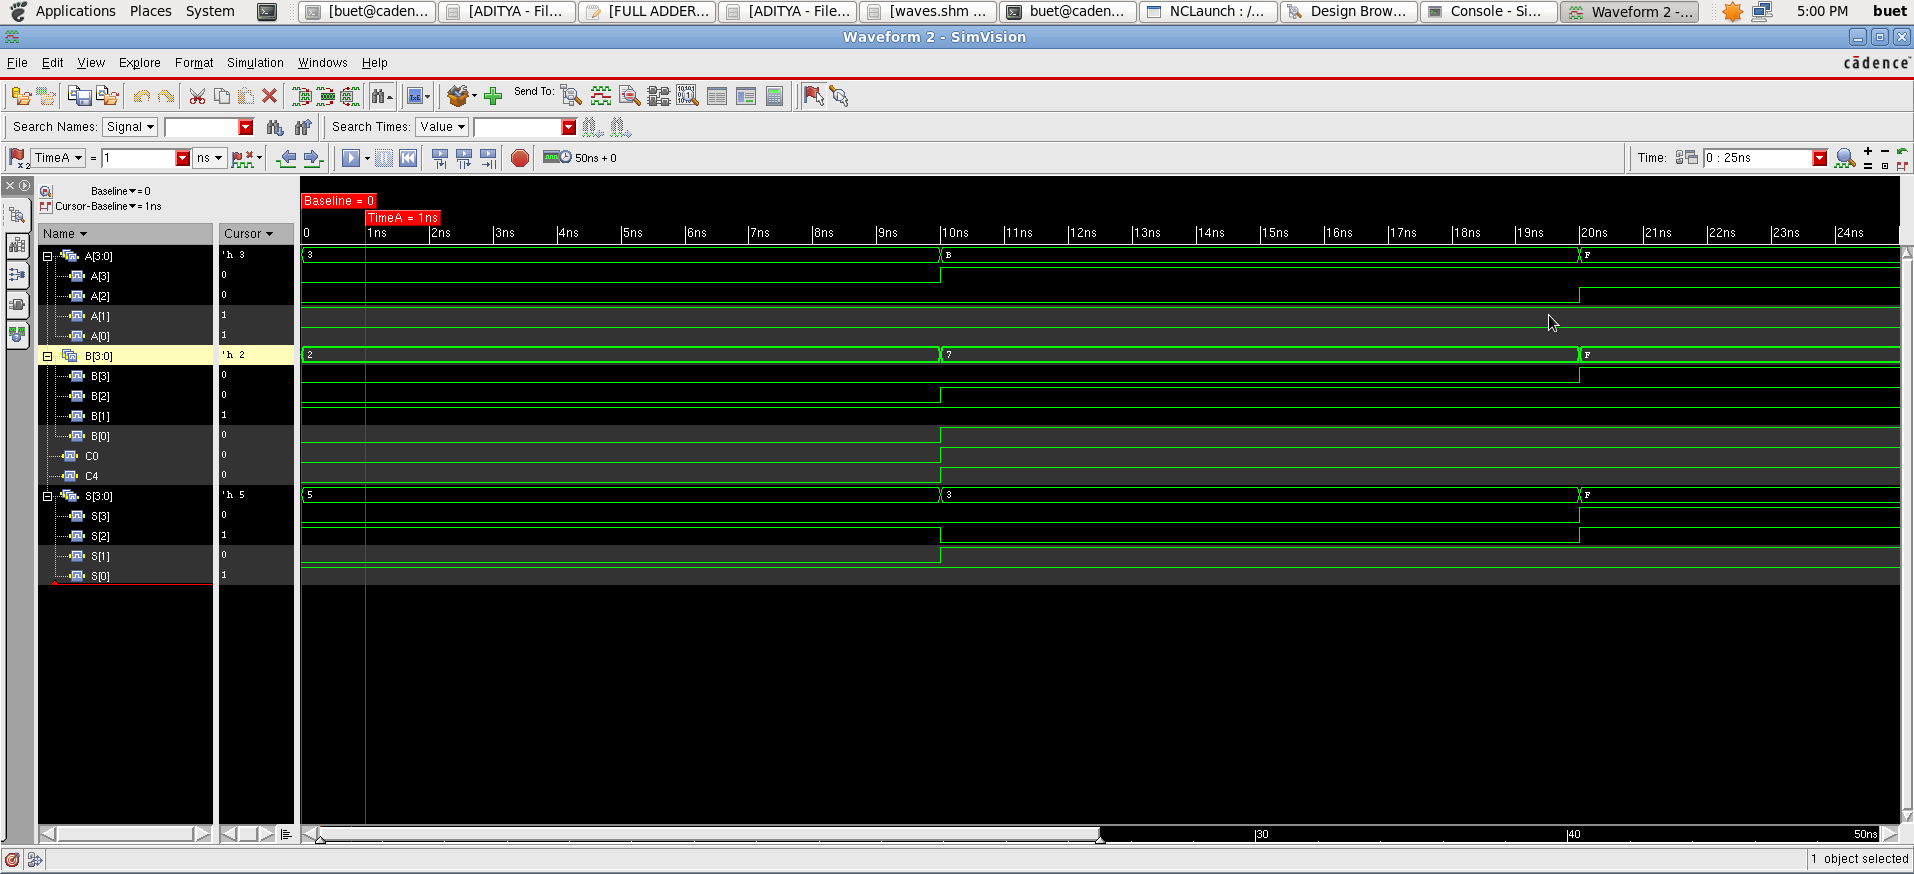 Applications Places System [buet@caden... [ADITYA - Fil... [FULL ADDER... [ADITYA - File... [waves.shm ... buet@caden... NCLaunch : /... Design Brow... Console - Si... Waveform 2 -... 5:00 PM buet
Waveform 2 - SimVision
File Edit View Explore Format Simulation Windows Help cādence
Send To:
Search Names: Signal Search Times: Value
x2 TimeA = 1 ns 50ns + 0 Time: 0 : 25ns
Baseline = 0
Cursor-Baseline = 1ns
Baseline = 0
TimeA = 1ns
Name Cursor 0 1ns 2ns 3ns 4ns 5ns 6ns 7ns 8ns 9ns 10ns 11ns 12ns 13ns 14ns 15ns 16ns 17ns 18ns 19ns 20ns 21ns 22ns 23ns 24ns
A[3:0] 'h 3 3 B F
A[3] 0
A[2] 0
A[1] 1
A[0] 1
B[3:0] 'h 2 2 7 F
B[3] 0
B[2] 0
B[1] 1
B[0] 0
C0 0
C4 0
S[3:0] 'h 5 5 3 F
S[3] 0
S[2] 1
S[1] 0
S[0] 1
30 40 50ns
1 object selected